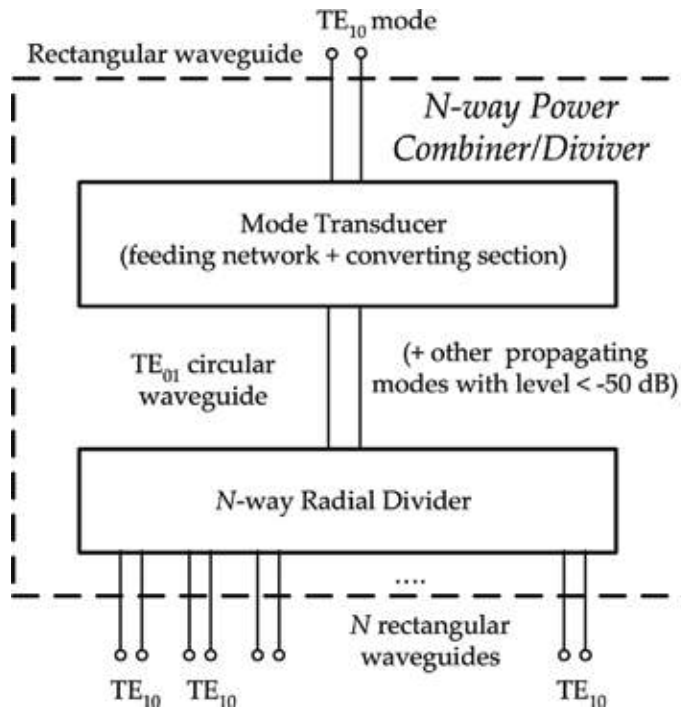 TE10 mode
Rectangular waveguide
N-way Power
Combiner/Diviver
Mode Transducer
(feeding network + converting section)
TE01 circular
waveguide
(+ other propagating
modes with level < -50 dB)
N-way Radial Divider
....
N rectangular
waveguides
TE10 TE10 TE10